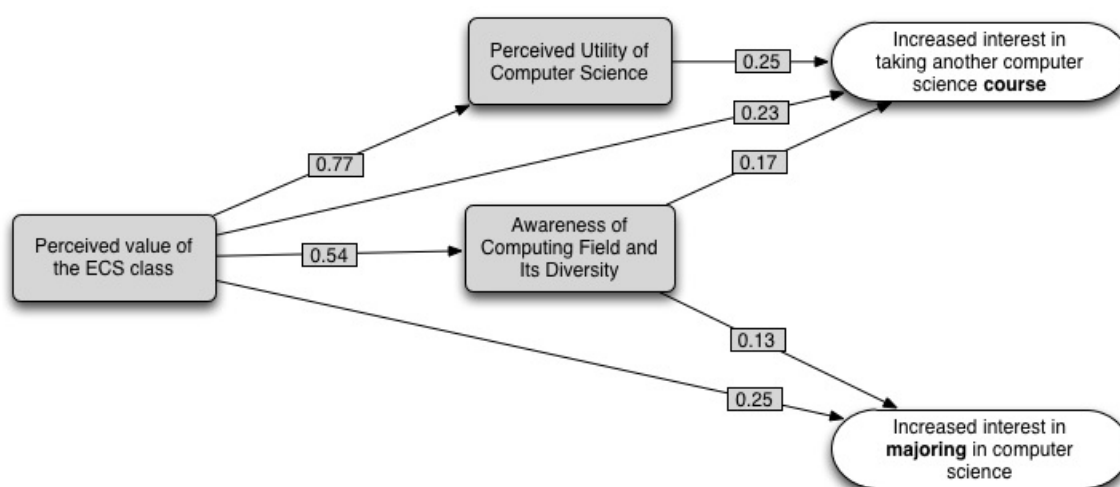 Perceived Utility of
Computer Science
0.25
Increased interest in
taking another computer
science course
0.23
0.77
0.17
Perceived value of
the ECS class
0.54
Awareness of
Computing Field and
Its Diversity
0.13
0.25
Increased interest in
majoring in computer
science